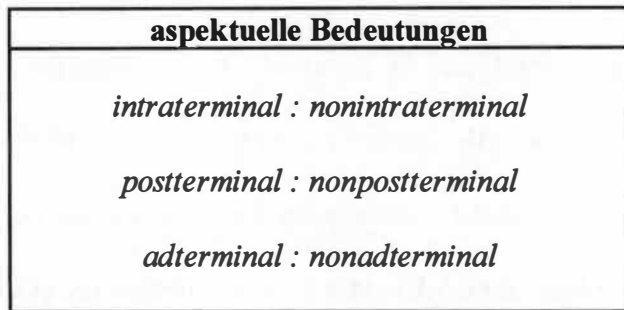 aspektuelle Bedeutungen
intraterminal : nonintraterminal
postterminal : nonpostterminal
adterminal : nonadterminal